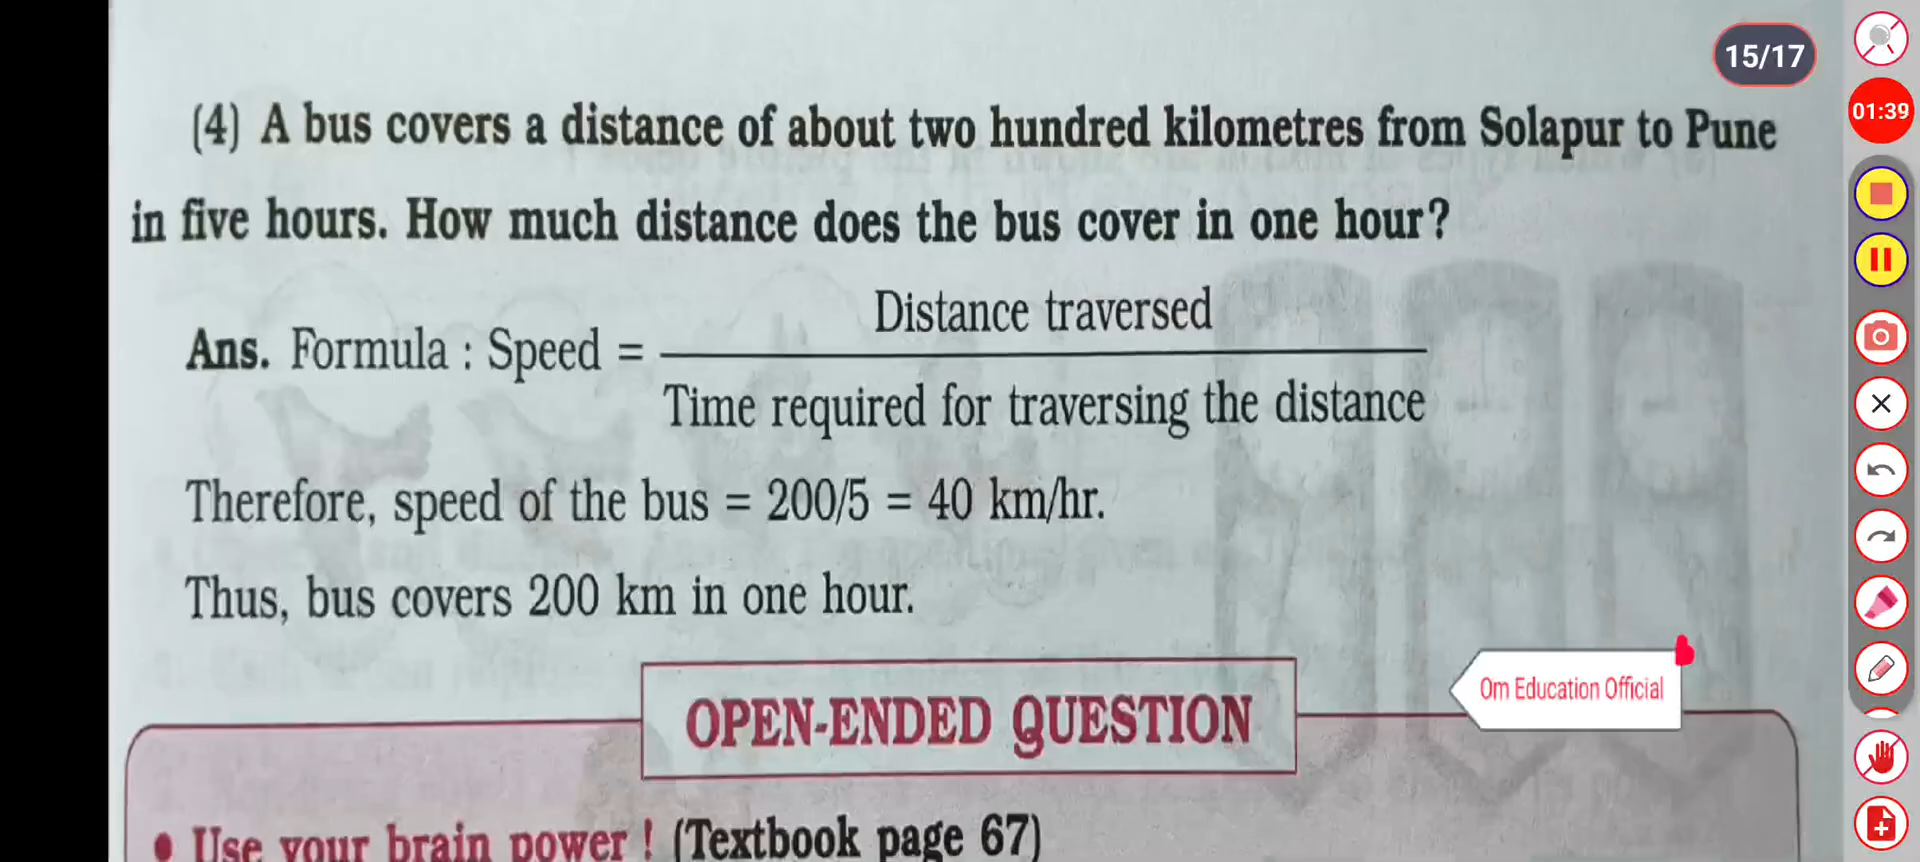 15/17
01:39
(4) A bus covers a distance of about two hundred kilometres from Solapur to Pune
in five hours. How much distance does the bus cover in one hour?
Distance traversed
Ans. Formula : Speed =
Time required for traversing the distance
Therefore, speed of the bus = 200/5 = 40 km/hr.
Thus, bus covers 200 km in one hour.
Om Education Official
OPEN-ENDED QUESTION
• Use your brain power ! (Textbook page 67)